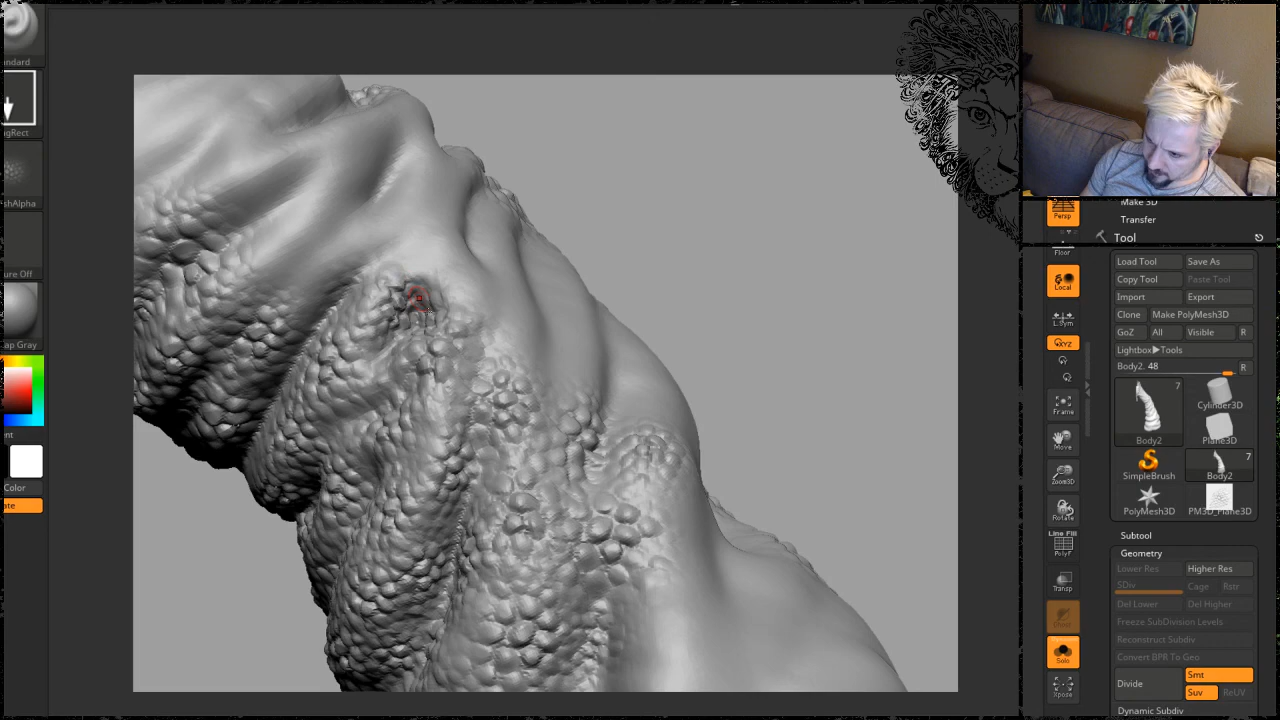 andard
agRect
shAlpha
ure Off
ap Gray
ent
Color
ate
Persp
Floor
Local
L.Sym
XYZ
Frame
Move
Zoom3D
Rotate
Line Fill
PolyF
Transp
Solo
Xpose
Make 3D
Transfer
Tool
Load Tool Save As
Copy Tool Paste Tool
Import Export
Clone Make PolyMesh3D
GoZ All Visible R
Lightbox▶Tools
Body2. 48 R
7
Cylinder3D
Body2 Plane3D
7
SimpleBrush Body2
PolyMesh3D PM3D_Plane3D
Subtool
Geometry
Lower Res Higher Res
SDiv Cage Rstr
Del Lower Del Higher
Freeze SubDivision Levels
Reconstruct Subdiv
Convert BPR To Geo
Divide Smt
Suv ReUV
Dynamic Subdiv